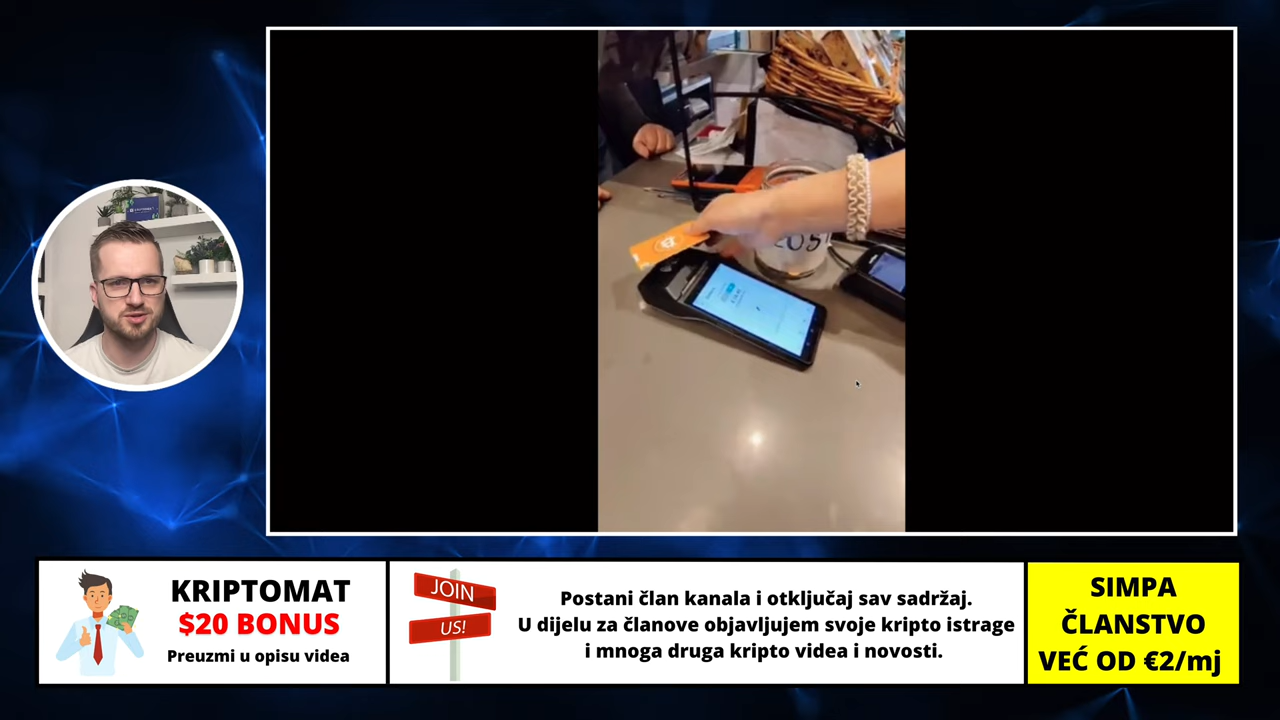 KRIPTOMAT
$20 BONUS
Preuzmi u opisu videa
JOIN
US!
Postani član kanala i otključaj sav sadržaj.
U dijelu za članove objavljujem svoje kripto istrage
i mnoga druga kripto videa i novosti.
SIMPA
ČLANSTVO
VEĆ OD €2/mj